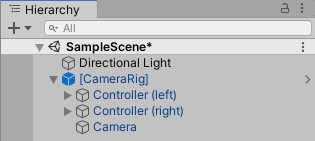 Hierarchy
All
SampleScene*
Directional Light
[CameraRig]
Controller (left)
Controller (right)
Camera